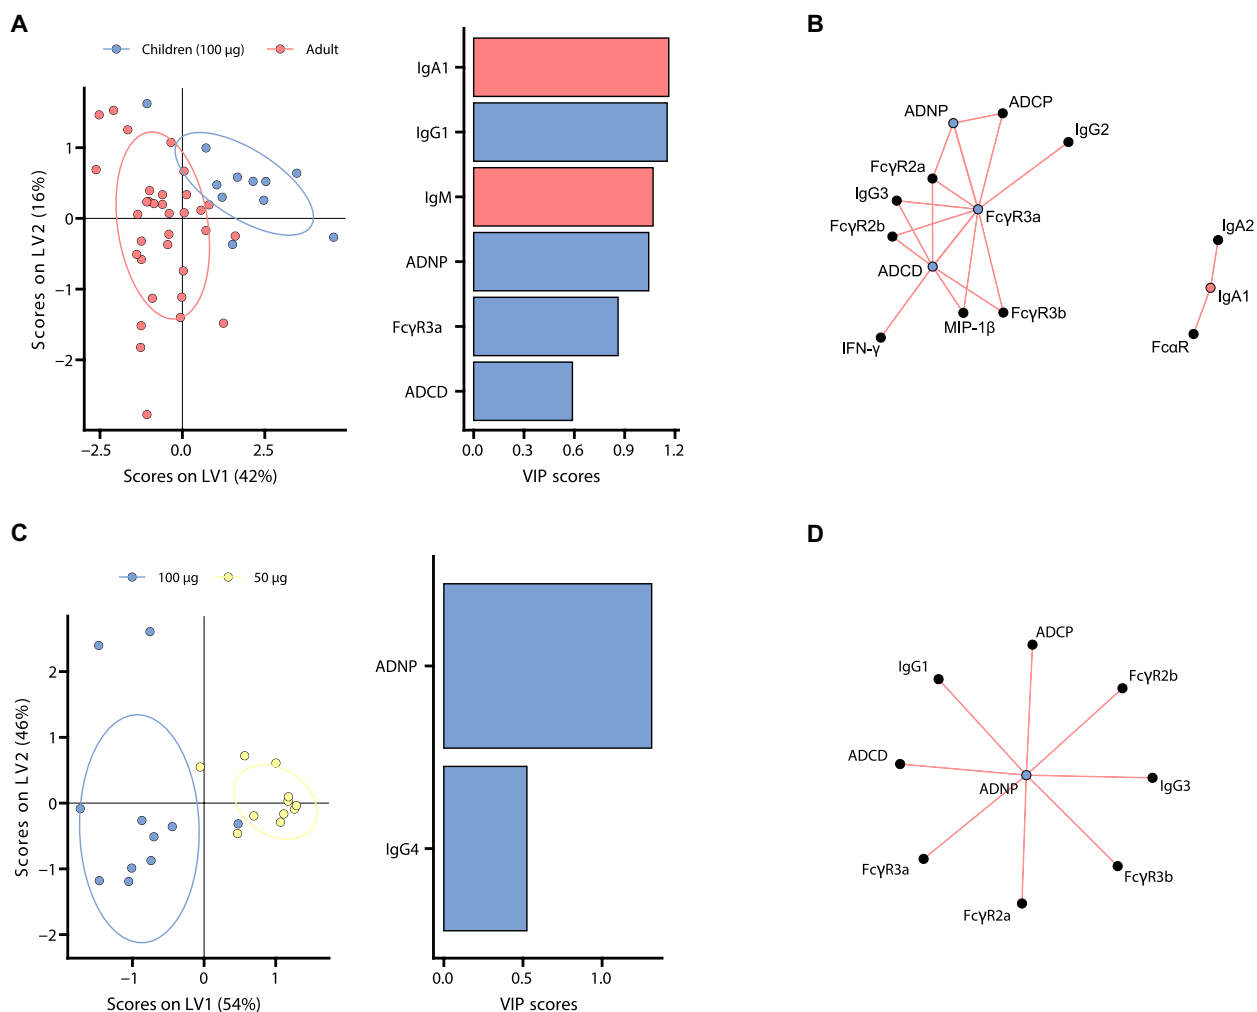 A
Children (100 μg)
Adult
Scores on LV2 (16%)
1
0
−1
−2
−2.5
0.0
2.5
Scores on LV1 (42%)
IgA1
IgG1
IgM
ADNP
FcγR3a
ADCD
0.0
0.3
0.6
0.9
1.2
VIP scores
B
ADNP
ADCP
IgG2
FcγR2a
IgG3
FcγR3a
FcγR2b
ADCD
IgA2
IgA1
FcγR3b
MIP-1β
IFN-γ
FcαR
C
100 μg
50 μg
Scores on LV2 (46%)
2
1
0
−1
−2
−1
0
1
Scores on LV1 (54%)
ADNP
IgG4
0.0
0.5
1.0
VIP scores
D
ADCP
IgG1
FcγR2b
ADCD
ADNP
IgG3
FcγR3a
FcγR3b
FcγR2a